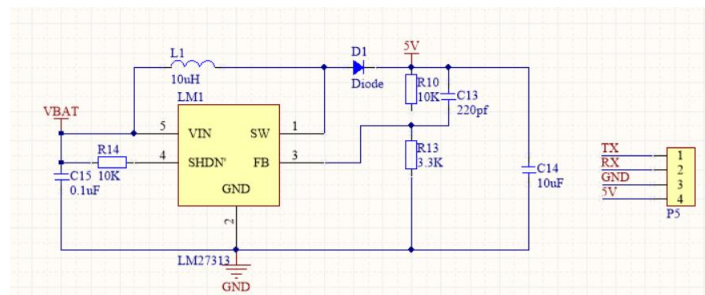 L1
10uH
D1
Diode
5V
R10
10K
C13
220pf
LM1
VBAT
5
VIN
SW
1
R14
10K
4
SHDN'
FB
3
GND
2
C15
0.1uF
R13
3.3K
C14
10uF
LM27313
GND
TX
1
RX
2
GND
3
5V
4
P5